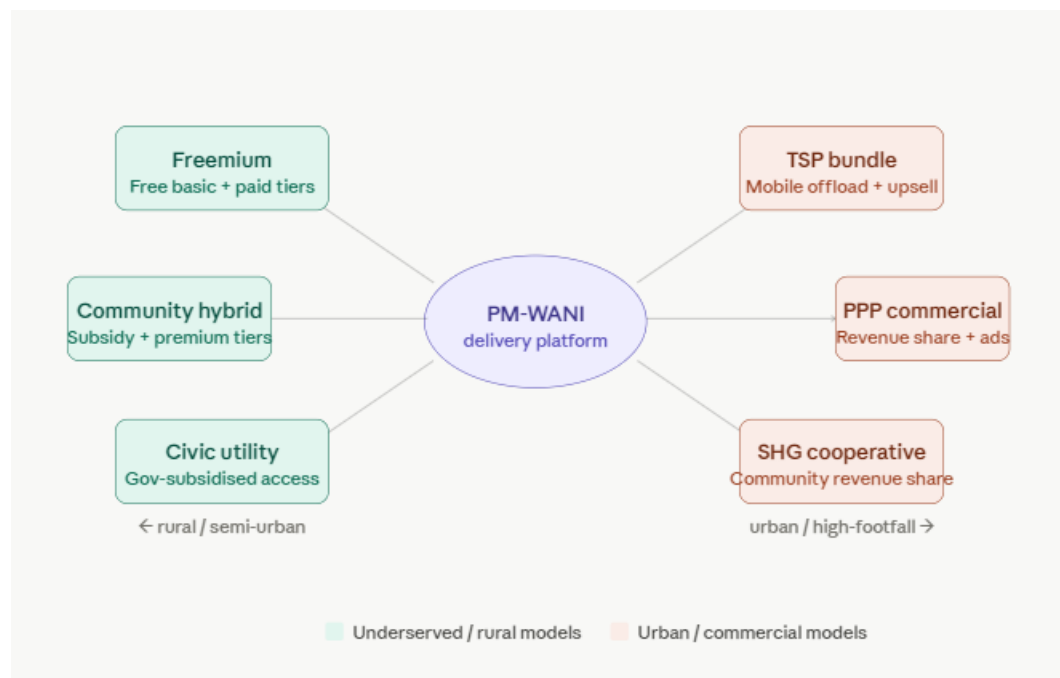 Freemium
Free basic + paid tiers
TSP bundle
Mobile offload + upsell
Community hybrid
Subsidy + premium tiers
PM-WANI
delivery platform
PPP commercial
Revenue share + ads
Civic utility
Gov-subsidised access
SHG cooperative
Community revenue share
← rural / semi-urban
urban / high-footfall →
Underserved / rural models
Urban / commercial models